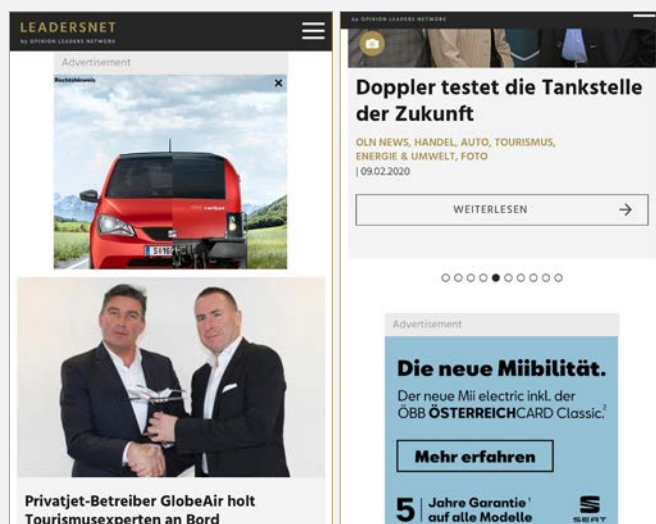 LEADERSNET
by OPINION LEADERS NETWORK
Advertisement
Rechtshinweis
Privatjet-Betreiber GlobeAir holt
Tourismusexperten an Bord
by OPINION LEADERS NETWORK
Doppler testet die Tankstelle
der Zukunft
OLN NEWS, HANDEL, AUTO, TOURISMUS,
ENERGIE & UMWELT, FOTO
| 09.02.2020
WEITERLESEN
Advertisement
Die neue Miibilität.
Der neue Mii electric inkl. der
ÖBB ÖSTERREICHCARD Classic.²
Mehr erfahren
5 Jahre Garantie¹
auf alle Modelle
SEAT